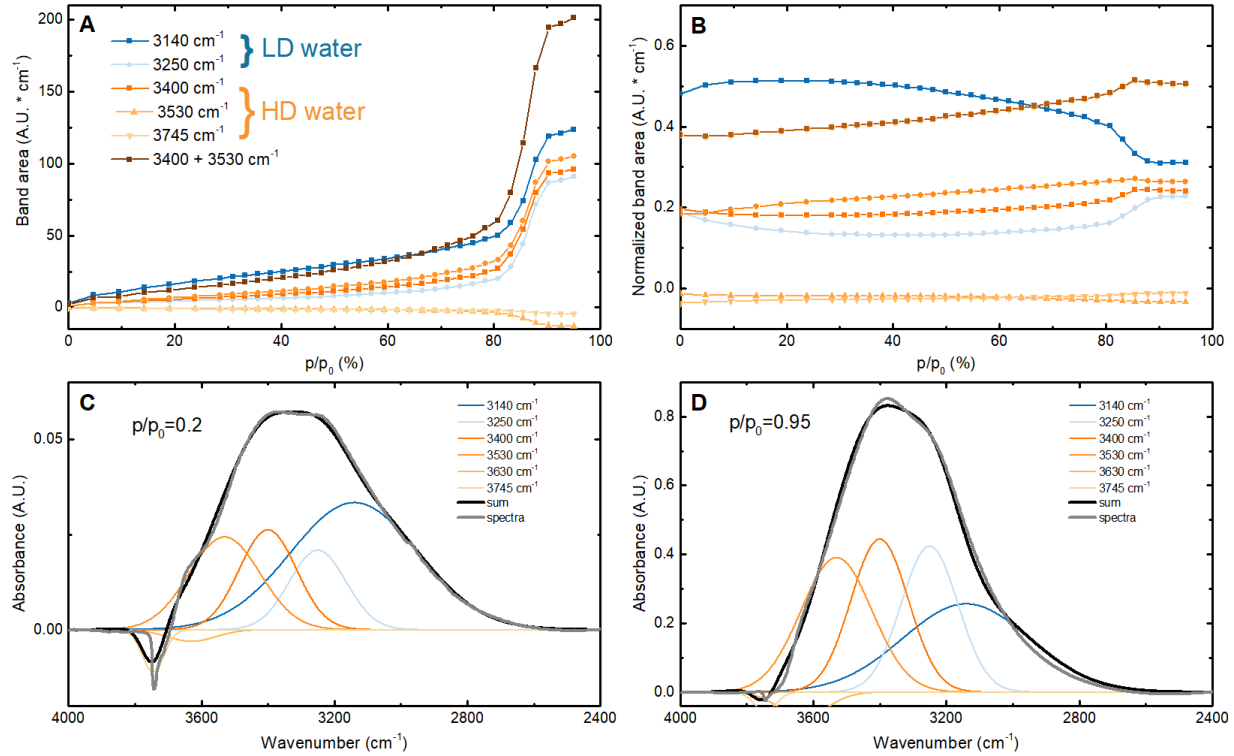 A
Band area (A.U. * cm⁻¹)
200
150
100
50
0
3140 cm⁻¹
3250 cm⁻¹
} LD water
3400 cm⁻¹
3530 cm⁻¹
3745 cm⁻¹
} HD water
3400 + 3530 cm⁻¹
0 20 40 60 80 100
p/p₀ (%)
B
Normalized band area (A.U. * cm⁻¹)
0.6
0.4
0.2
0.0
0 20 40 60 80 100
p/p₀ (%)
C
p/p₀=0.2
Absorbance (A.U.)
0.05
0.00
3140 cm⁻¹
3250 cm⁻¹
3400 cm⁻¹
3530 cm⁻¹
3630 cm⁻¹
3745 cm⁻¹
sum
spectra
4000 3600 3200 2800 2400
Wavenumber (cm⁻¹)
D
p/p₀=0.95
Absorbance (A.U.)
0.8
0.6
0.4
0.2
0.0
3140 cm⁻¹
3250 cm⁻¹
3400 cm⁻¹
3530 cm⁻¹
3630 cm⁻¹
3745 cm⁻¹
sum
spectra
4000 3600 3200 2800 2400
Wavenumber (cm⁻¹)